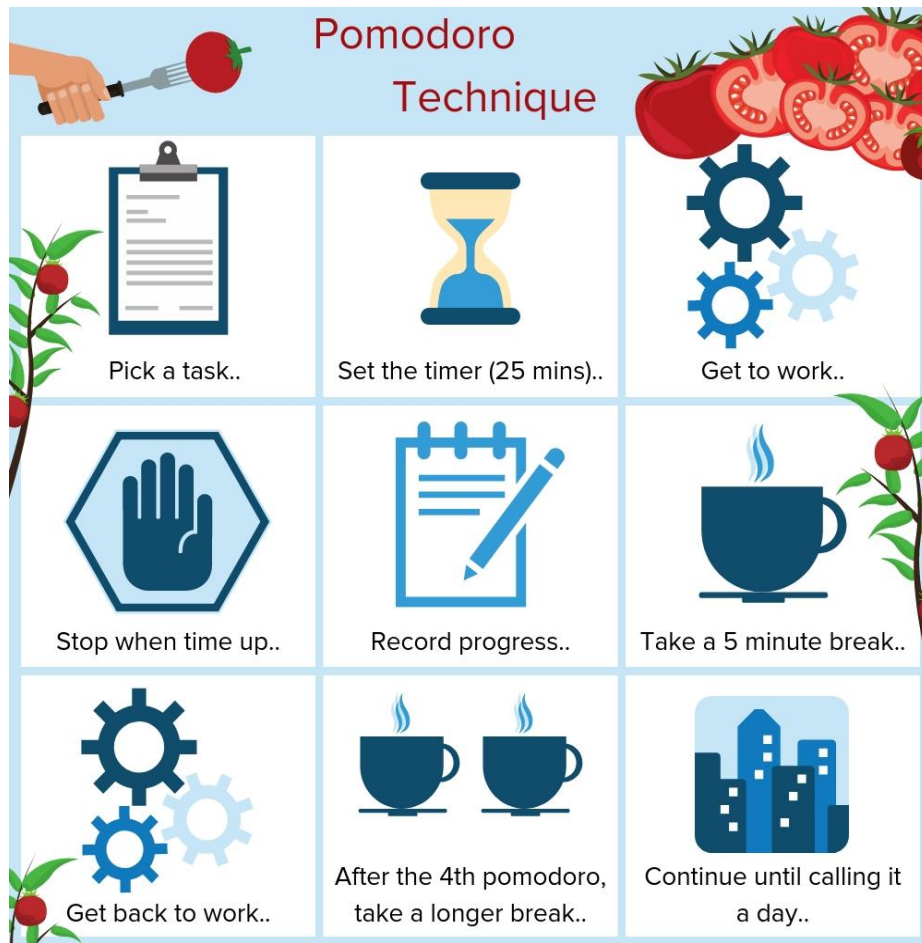 Pomodoro
Technique
Pick a task..
Set the timer (25 mins)..
Get to work..
Stop when time up..
Record progress..
Take a 5 minute break..
Get back to work..
After the 4th pomodoro,
take a longer break..
Continue until calling it
a day..